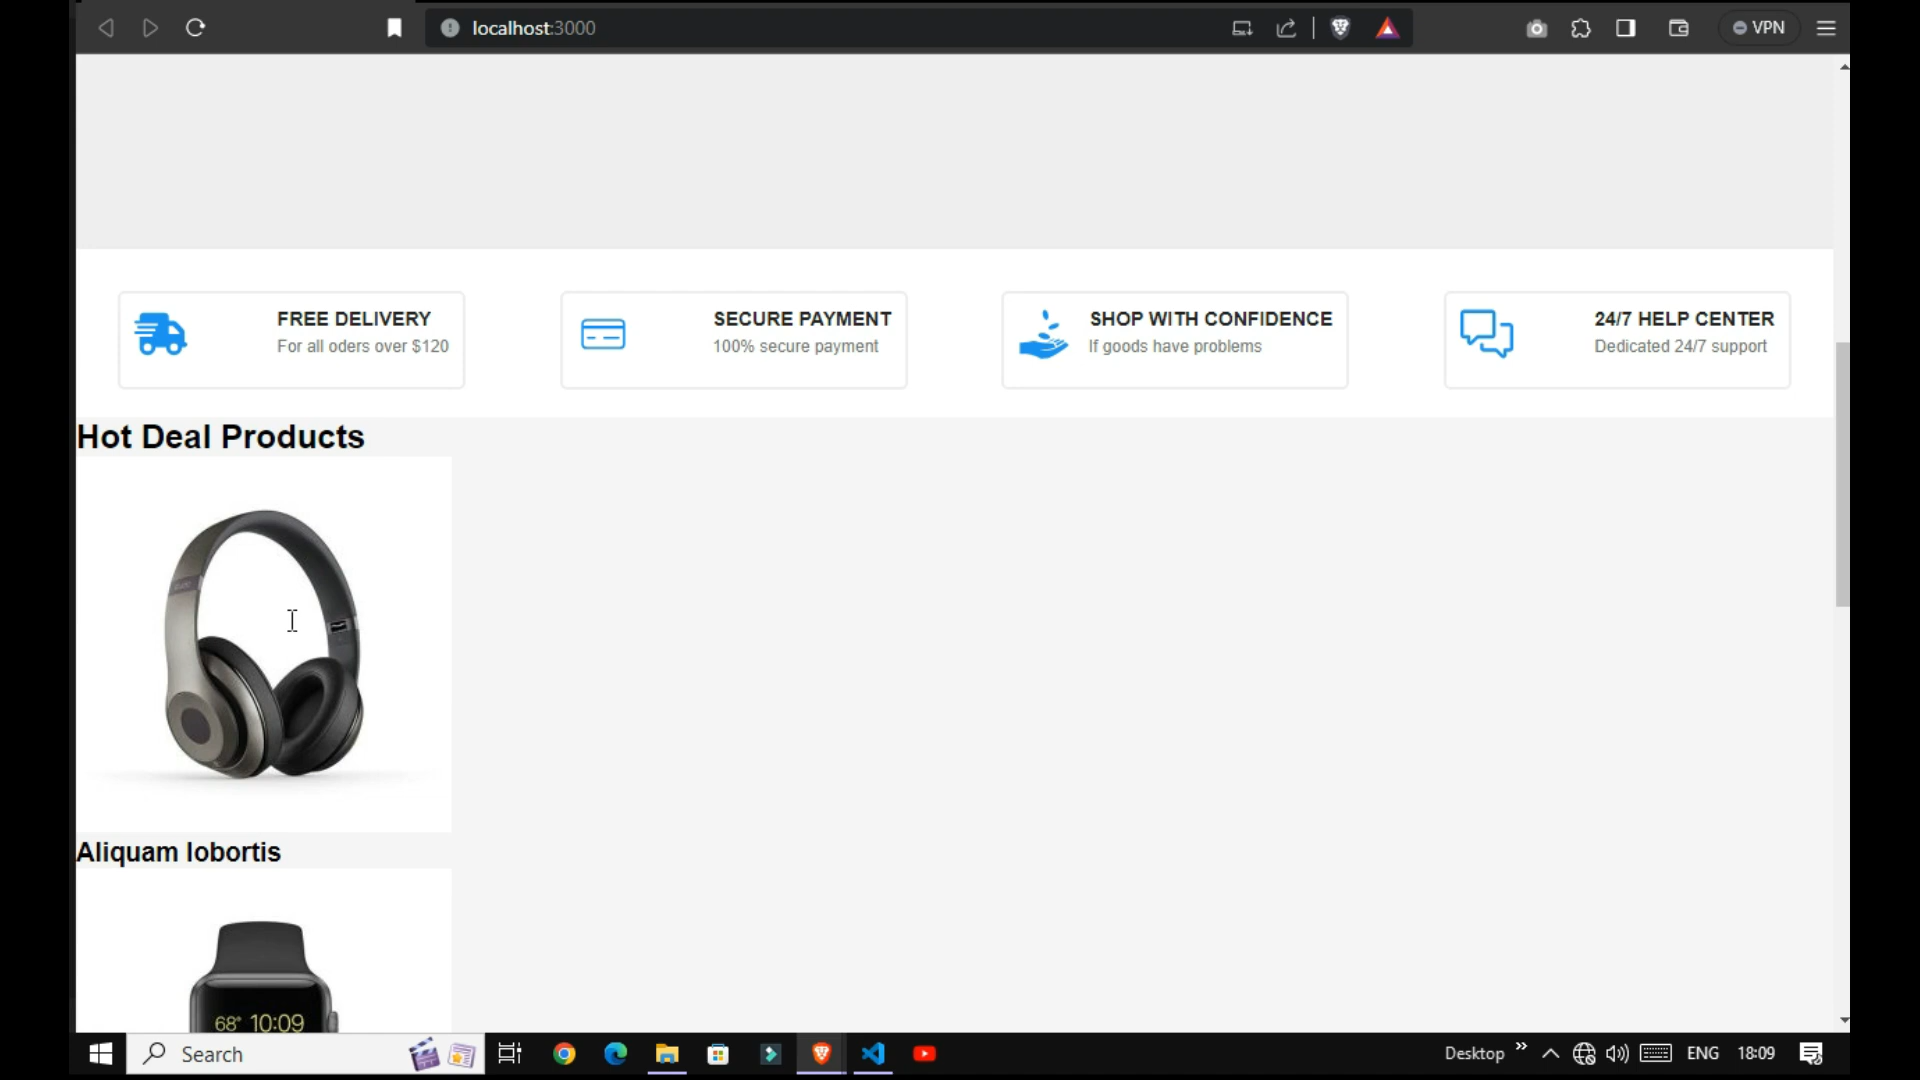 localhost:3000
VPN
FREE DELIVERY
For all oders over $120
SECURE PAYMENT
100% secure payment
SHOP WITH CONFIDENCE
If goods have problems
24/7 HELP CENTER
Dedicated 24/7 support
Hot Deal Products
Aliquam lobortis
68° 10:09
Search
Desktop
ENG
18:09